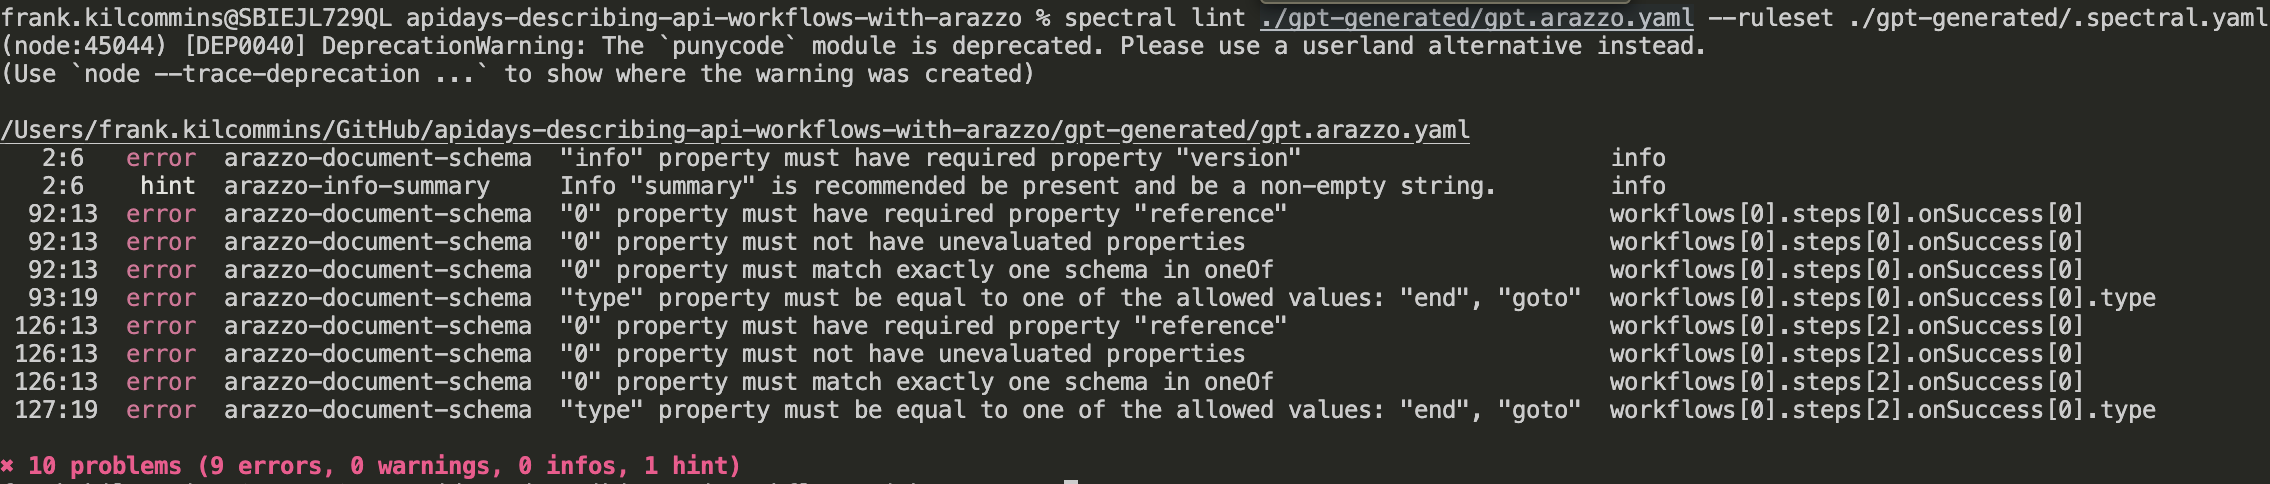 frank.kilcommins@SBIEJL729QL apidays-describing-api-workflows-with-arazzo % spectral lint ./gpt-generated/gpt.arazzo.yaml --ruleset ./gpt-generated/.spectral.yaml
(node:45044) [DEP0040] DeprecationWarning: The `punycode` module is deprecated. Please use a userland alternative instead.
(Use `node --trace-deprecation ...` to show where the warning was created)
/Users/frank.kilcommins/GitHub/apidays-describing-api-workflows-with-arazzo/gpt-generated/gpt.arazzo.yaml
2:6 error arazzo-document-schema "info" property must have required property "version" info
2:6 hint arazzo-info-summary Info "summary" is recommended be present and be a non-empty string. info
92:13 error arazzo-document-schema "0" property must have required property "reference" workflows[0].steps[0].onSuccess[0]
92:13 error arazzo-document-schema "0" property must not have unevaluated properties workflows[0].steps[0].onSuccess[0]
92:13 error arazzo-document-schema "0" property must match exactly one schema in oneOf workflows[0].steps[0].onSuccess[0]
93:19 error arazzo-document-schema "type" property must be equal to one of the allowed values: "end", "goto" workflows[0].steps[0].onSuccess[0].type
126:13 error arazzo-document-schema "0" property must have required property "reference" workflows[0].steps[2].onSuccess[0]
126:13 error arazzo-document-schema "0" property must not have unevaluated properties workflows[0].steps[2].onSuccess[0]
126:13 error arazzo-document-schema "0" property must match exactly one schema in oneOf workflows[0].steps[2].onSuccess[0]
127:19 error arazzo-document-schema "type" property must be equal to one of the allowed values: "end", "goto" workflows[0].steps[2].onSuccess[0].type
✖ 10 problems (9 errors, 0 warnings, 0 infos, 1 hint)